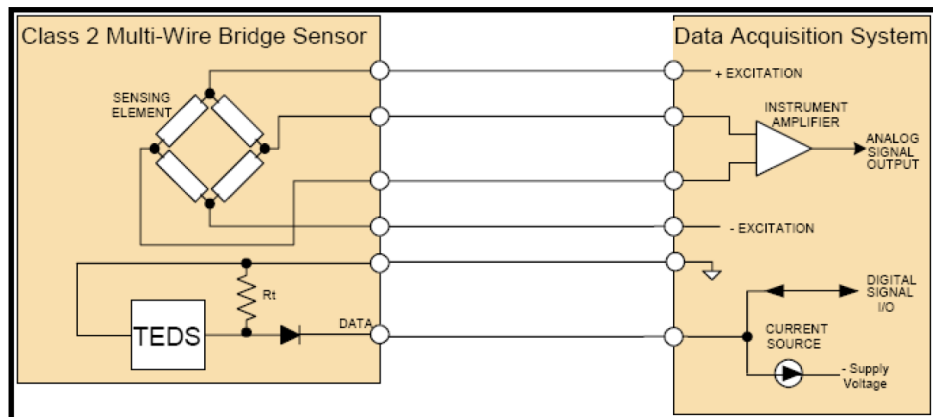 Class 2 Multi-Wire Bridge Sensor
Data Acquisition System
SENSING
ELEMENT
+ EXCITATION
INSTRUMENT
AMPLIFIER
ANALOG
SIGNAL
OUTPUT
- EXCITATION
Rt
TEDS
DATA
DIGITAL
SIGNAL
I/O
CURRENT
SOURCE
- Supply
Voltage